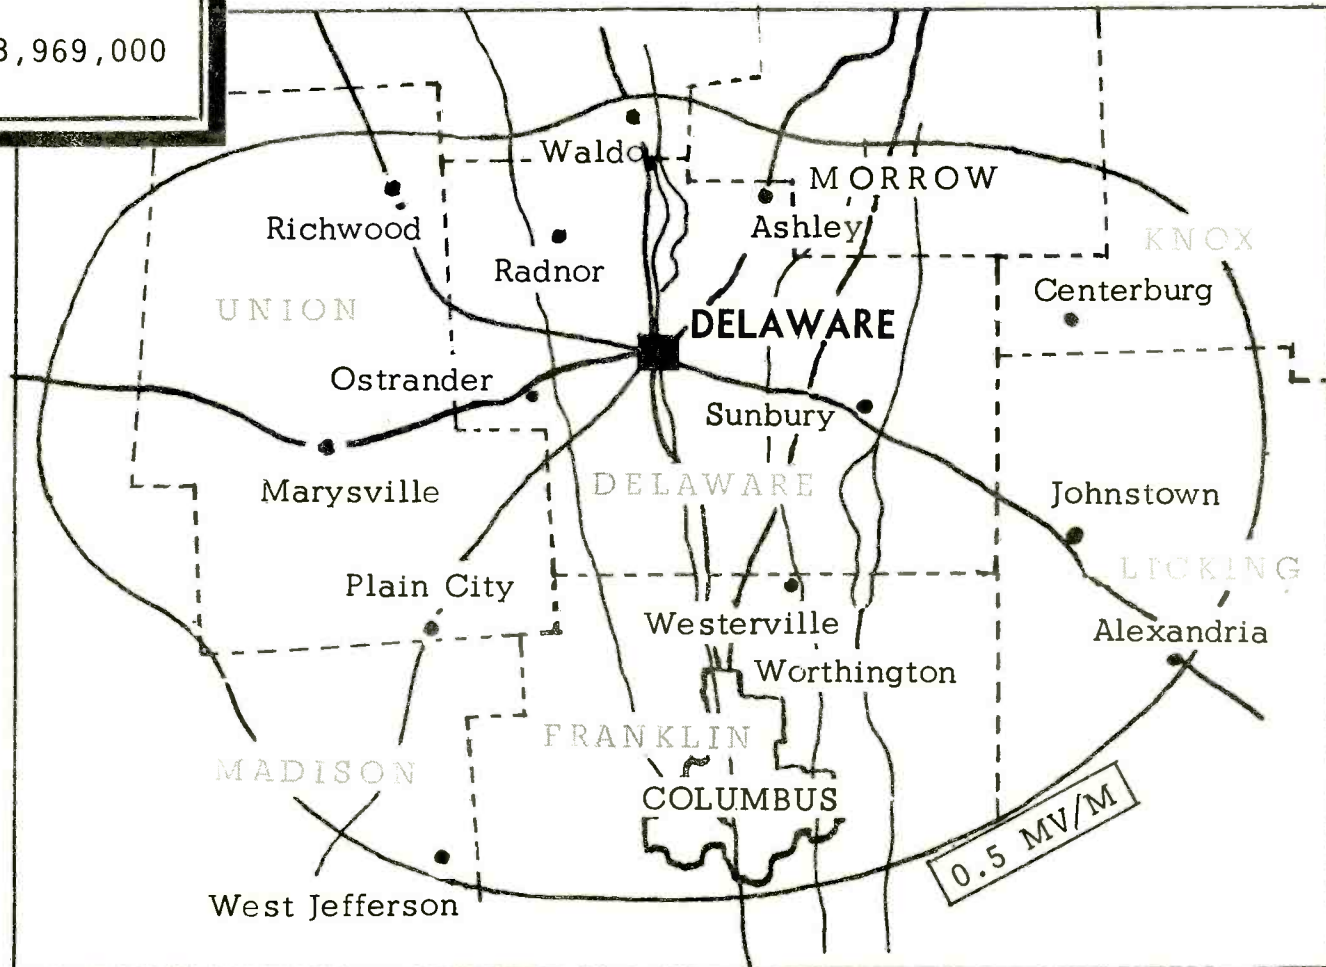 3,969,000
Waldo
MORROW
Richwood
Ashley
KNOX
Radnor
UNION
Centerburg
DELAWARE
Ostrander
Sunbury
Marysville
DELAWARE
Johnstown
LICKING
Plain City
Westerville
Alexandria
Worthington
FRANKLIN
MADISON
COLUMBUS
0.5 MV/M
West Jefferson